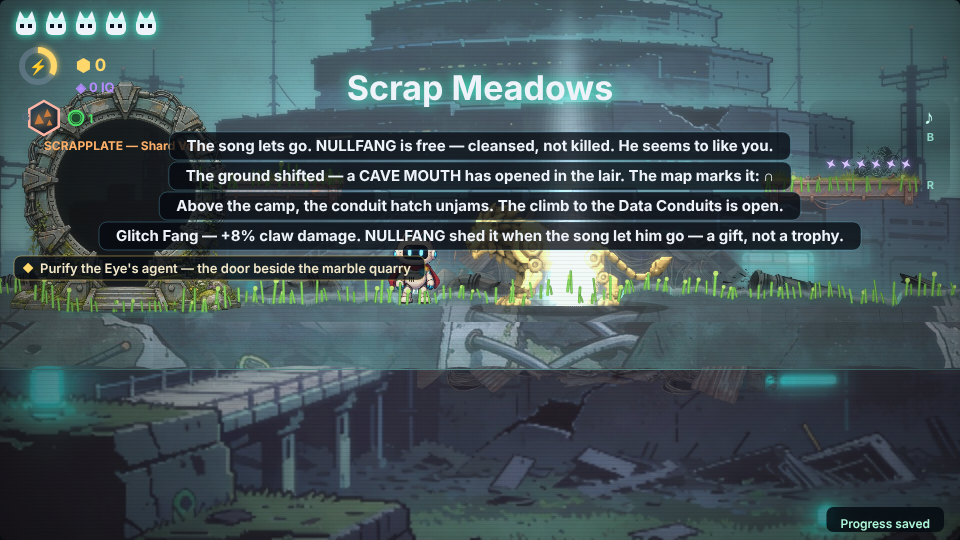 0
0 IQ
1
Scrap Meadows
SCRAPPLATE — Shard
The song lets go. NULLFANG is free — cleansed, not killed. He seems to like you.
The ground shifted — a CAVE MOUTH has opened in the lair. The map marks it: ∩
Above the camp, the conduit hatch unjams. The climb to the Data Conduits is open.
Glitch Fang — +8% claw damage. NULLFANG shed it when the song let him go — a gift, not a trophy.
◆ Purify the Eye's agent — the door beside the marble quarry
♪
B
R
Progress saved